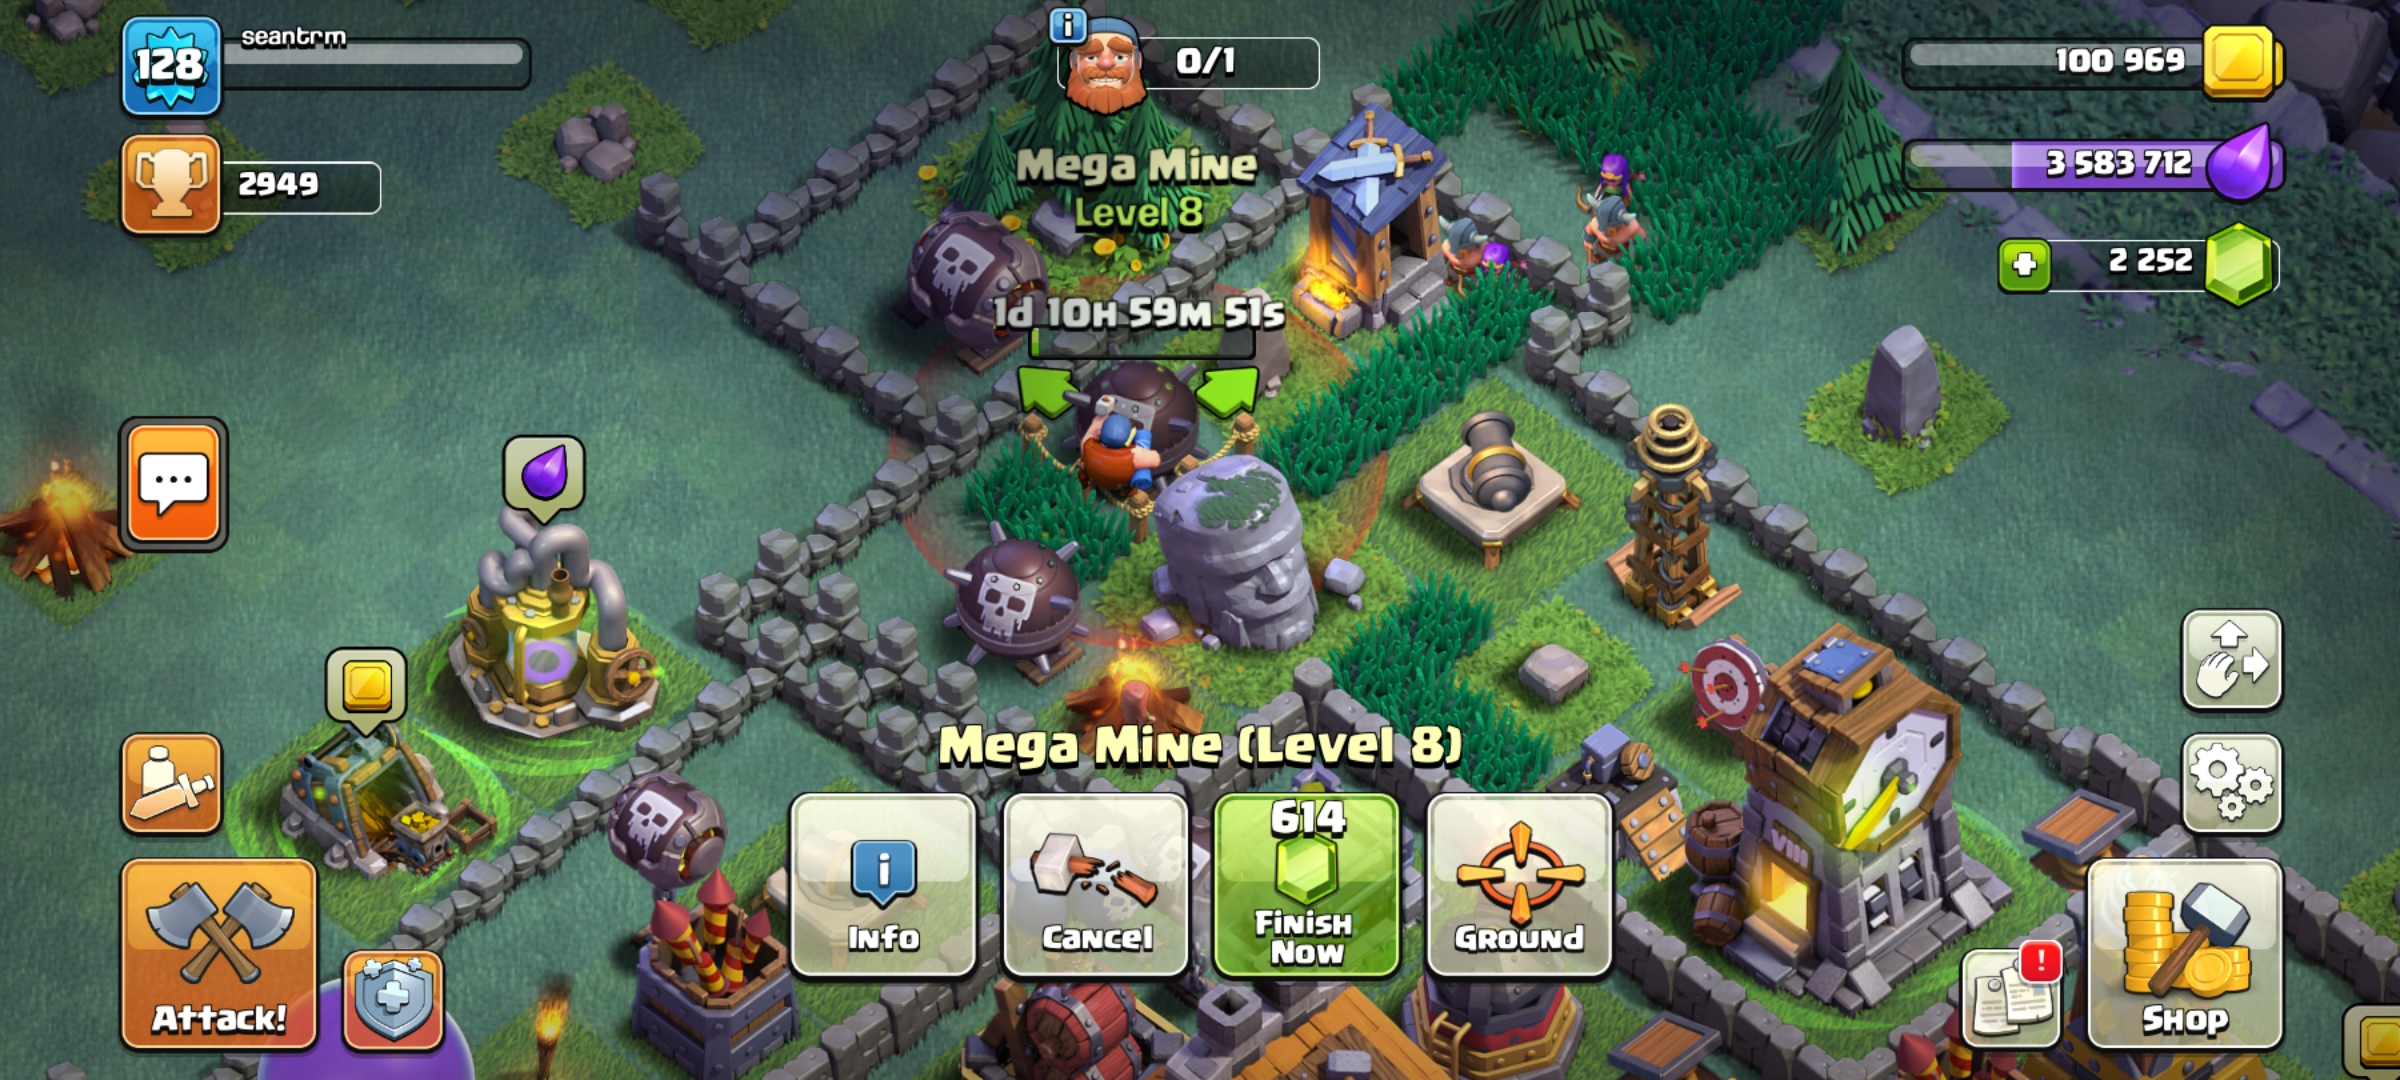 128
seantrm
0/1
100 969
2949
3 583 712
2 252
Mega Mine
Level 8
1d 10H 59M 51s
Mega Mine (Level 8)
Info
Cancel
614
Finish
Now
Ground
Attack!
VIII
!
Shop